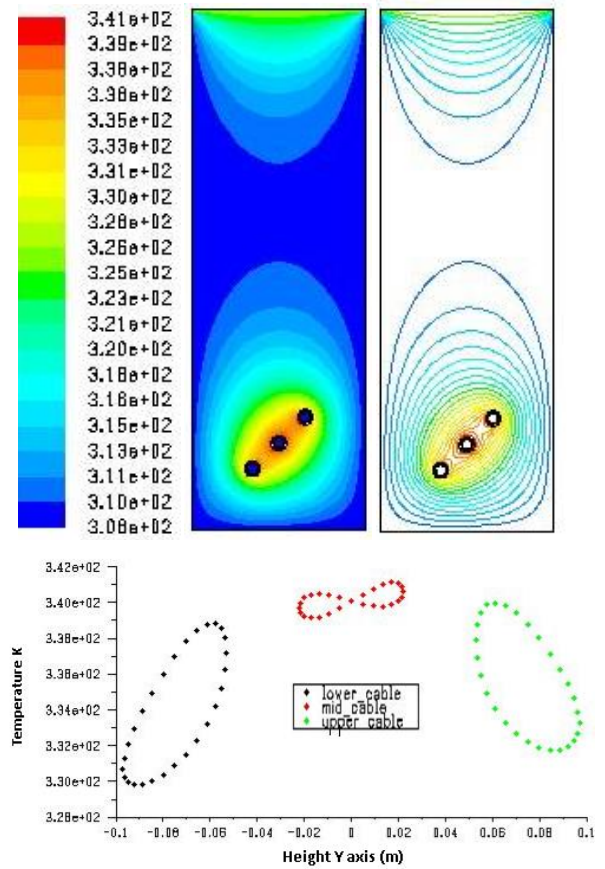 3.41e+02
3.39e+02
3.38e+02
3.36e+02
3.35e+02
3.33e+02
3.31e+02
3.30e+02
3.28e+02
3.26e+02
3.25e+02
3.23e+02
3.21e+02
3.20e+02
3.18e+02
3.16e+02
3.15e+02
3.13e+02
3.11e+02
3.10e+02
3.08e+02
3.42e+02
3.40e+02
3.38e+02
3.36e+02
3.34e+02
3.32e+02
3.30e+02
3.28e+02
Temperature K
lower_cable
mid_cable
upper_cable
-0.1 -0.08 -0.06 -0.04 -0.02 0 0.02 0.04 0.06 0.08 0.1
Height Y axis (m)